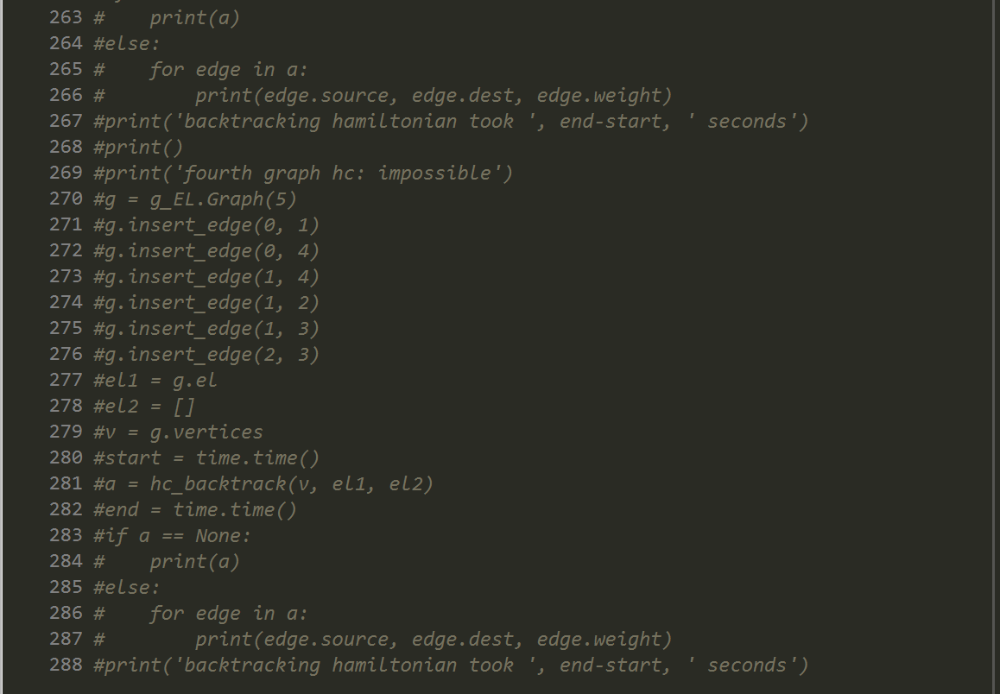 263 #    print(a)
264 #else:
265 #    for edge in a:
266 #        print(edge.source, edge.dest, edge.weight)
267 #print('backtracking hamiltonian took ', end-start, ' seconds')
268 #print()
269 #print('fourth graph hc: impossible')
270 #g = g_EL.Graph(5)
271 #g.insert_edge(0, 1)
272 #g.insert_edge(0, 4)
273 #g.insert_edge(1, 4)
274 #g.insert_edge(1, 2)
275 #g.insert_edge(1, 3)
276 #g.insert_edge(2, 3)
277 #el1 = g.el
278 #el2 = []
279 #v = g.vertices
280 #start = time.time()
281 #a = hc_backtrack(v, el1, el2)
282 #end = time.time()
283 #if a == None:
284 #    print(a)
285 #else:
286 #    for edge in a:
287 #        print(edge.source, edge.dest, edge.weight)
288 #print('backtracking hamiltonian took ', end-start, ' seconds')